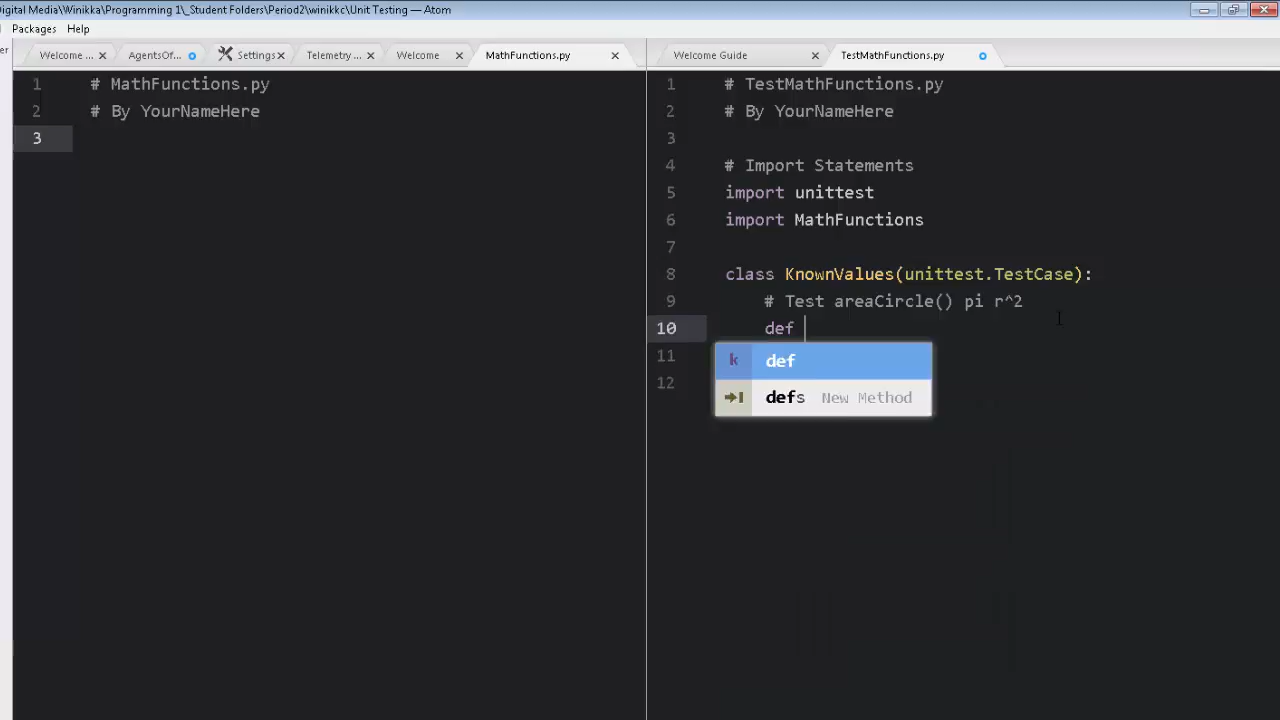 Digital Media\Winikka\Programming 1\_Student Folders\Period2\winikkc\Unit Testing — Atom
Packages Help
er
Welcome ... AgentsOf... Settings Telemetry ... Welcome MathFunctions.py
1 # MathFunctions.py
2 # By YourNameHere
3
Welcome Guide TestMathFunctions.py
1 # TestMathFunctions.py
2 # By YourNameHere
3
4 # Import Statements
5 import unittest
6 import MathFunctions
7
8 class KnownValues(unittest.TestCase):
9 # Test areaCircle() pi r^2
10 def
11
12
k def
defs New Method